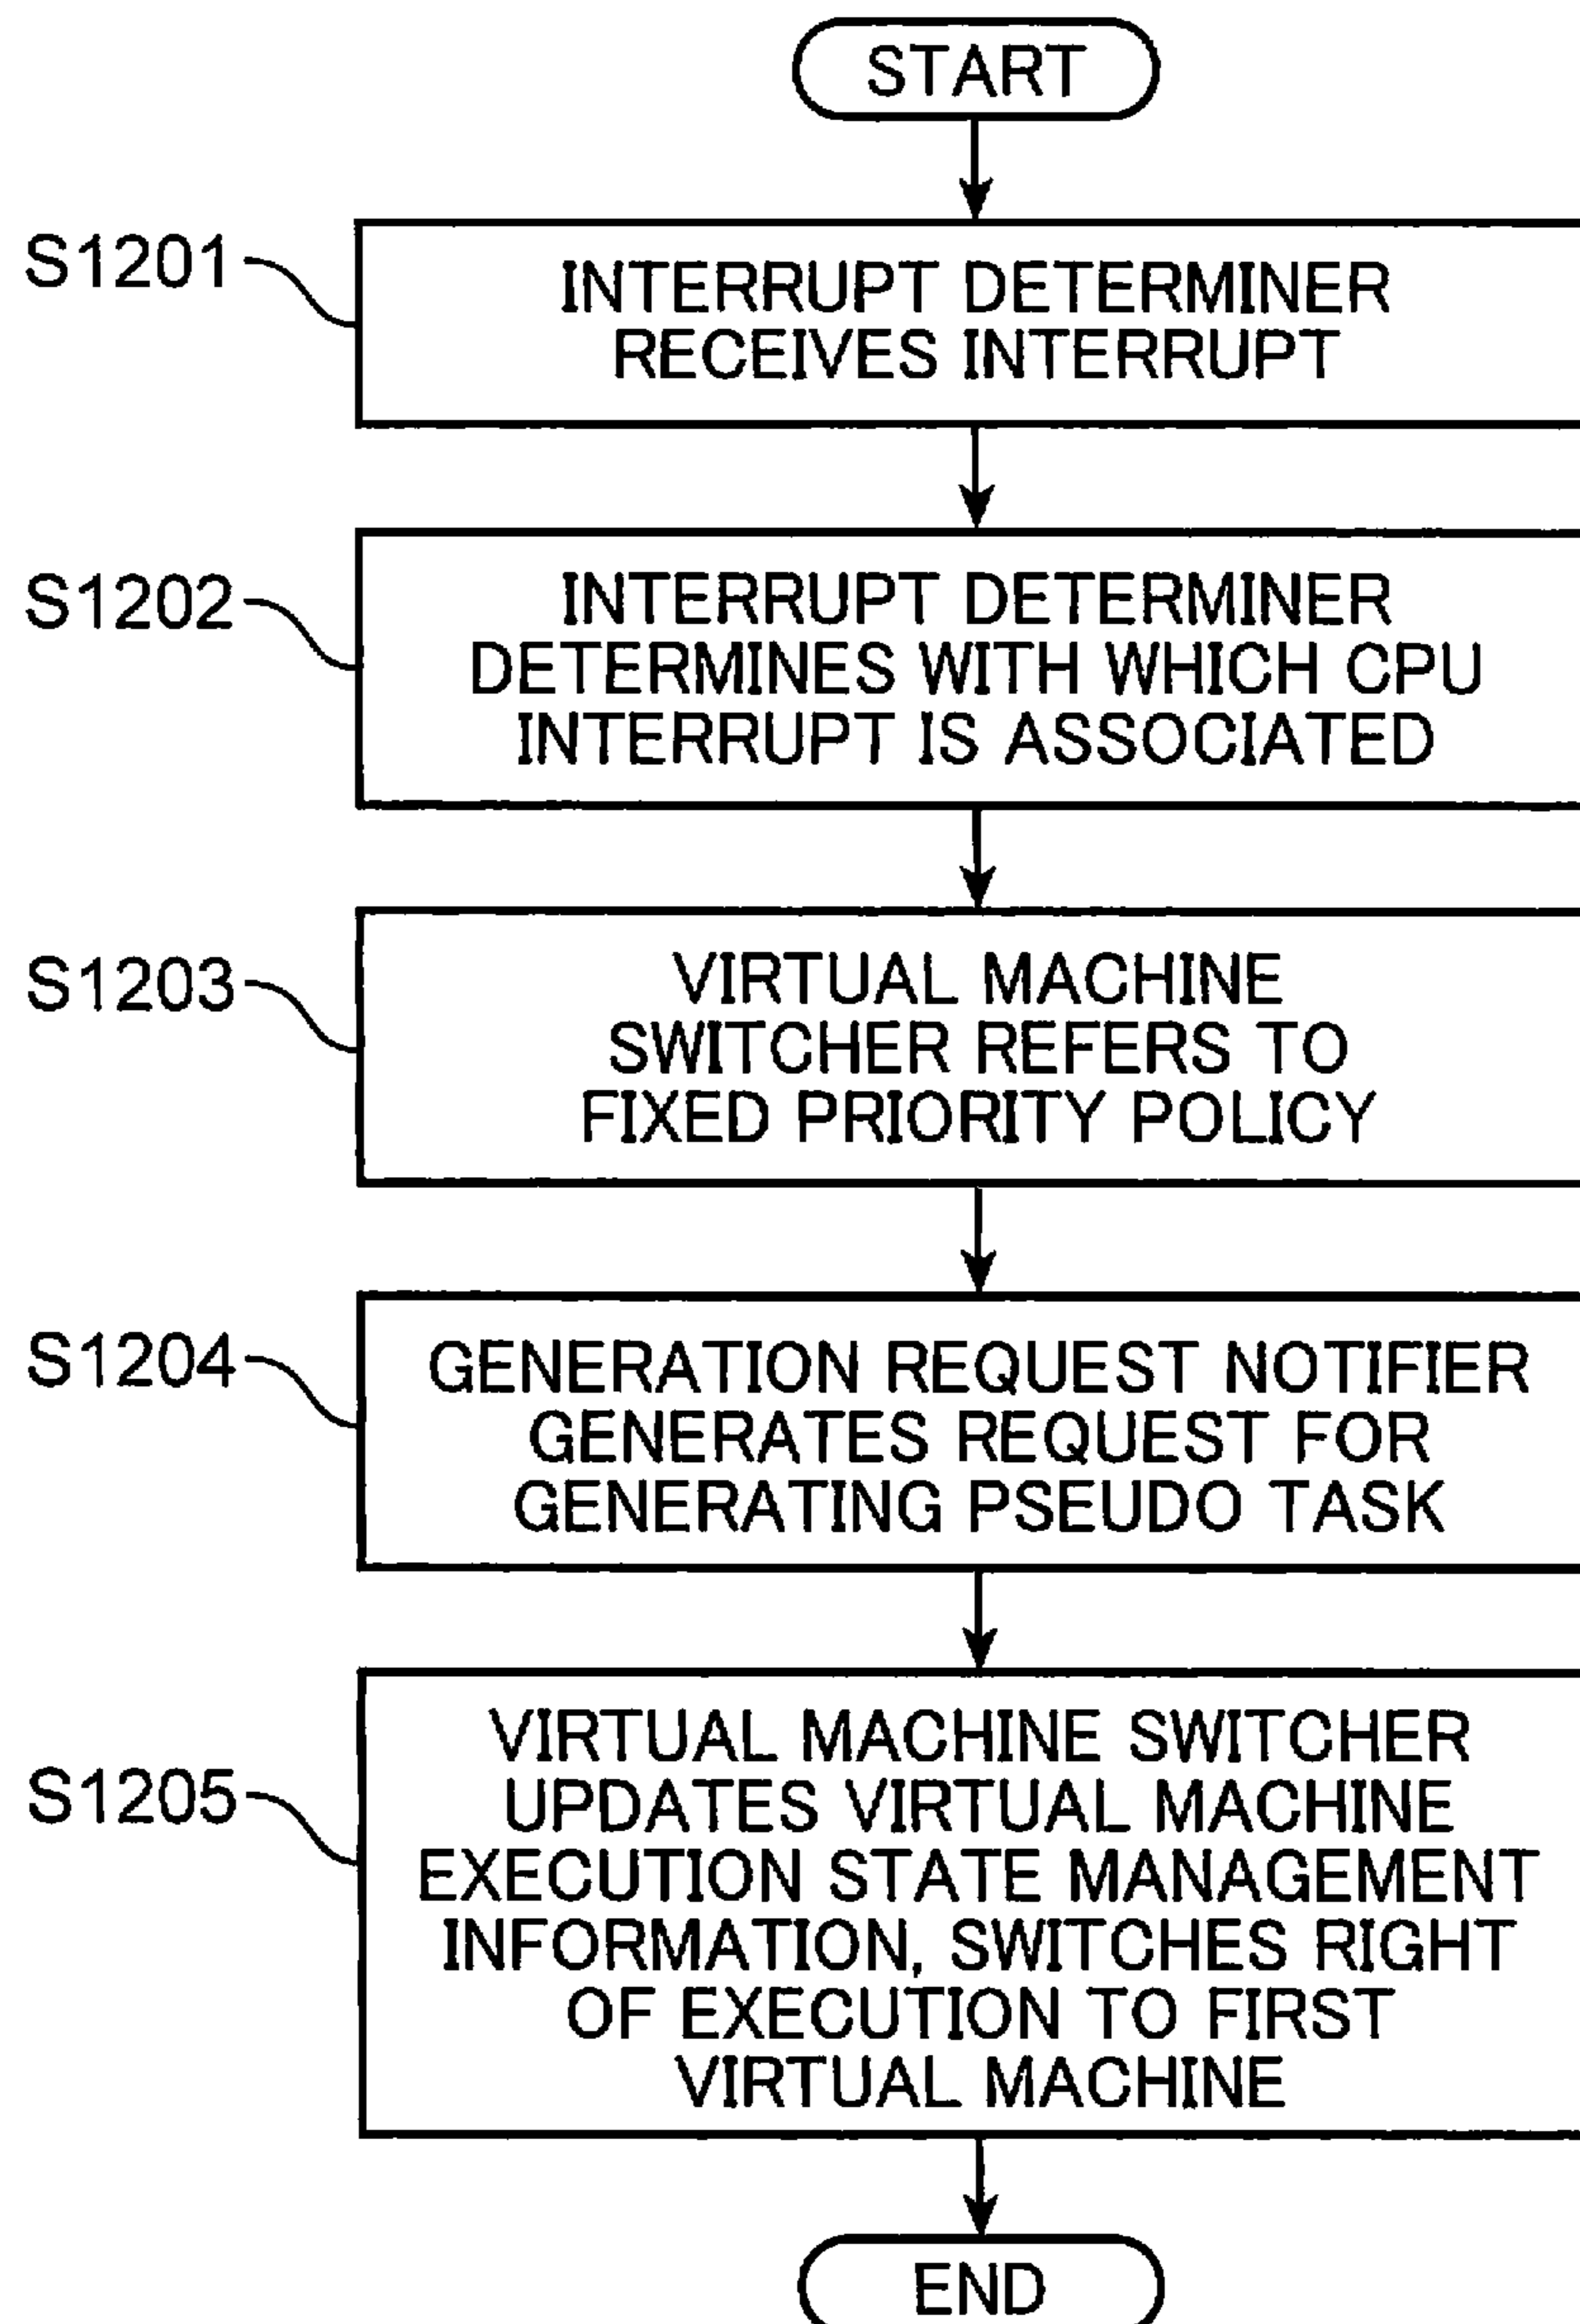 START
S1201
INTERRUPT DETERMINER
RECEIVES INTERRUPT
S1202
INTERRUPT DETERMINER
DETERMINES WITH WHICH CPU
INTERRUPT IS ASSOCIATED
S1203
VIRTUAL MACHINE
SWITCHER REFERS TO
FIXED PRIORITY POLICY
S1204
GENERATION REQUEST NOTIFIER
GENERATES REQUEST FOR
GENERATING PSEUDO TASK
S1205
VIRTUAL MACHINE SWITCHER
UPDATES VIRTUAL MACHINE
EXECUTION STATE MANAGEMENT
INFORMATION, SWITCHES RIGHT
OF EXECUTION TO FIRST
VIRTUAL MACHINE
END